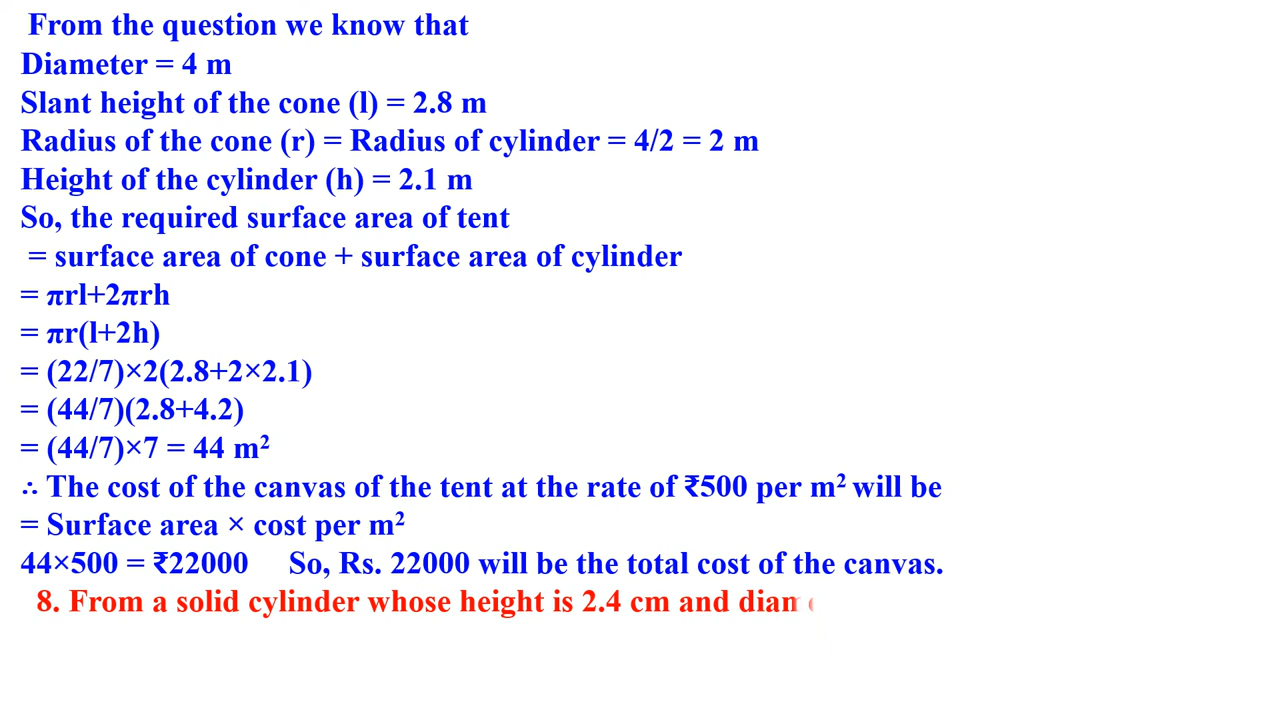 From the question we know that
Diameter = 4 m
Slant height of the cone (l) = 2.8 m
Radius of the cone (r) = Radius of cylinder = 4/2 = 2 m
Height of the cylinder (h) = 2.1 m
So, the required surface area of tent
= surface area of cone + surface area of cylinder
= πrl+2πrh
= πr(l+2h)
= (22/7)×2(2.8+2×2.1)
= (44/7)(2.8+4.2)
= (44/7)×7 = 44 m²
∴ The cost of the canvas of the tent at the rate of ₹500 per m² will be
= Surface area × cost per m²
44×500 = ₹22000 So, Rs. 22000 will be the total cost of the canvas.
8. From a solid cylinder whose height is 2.4 cm and